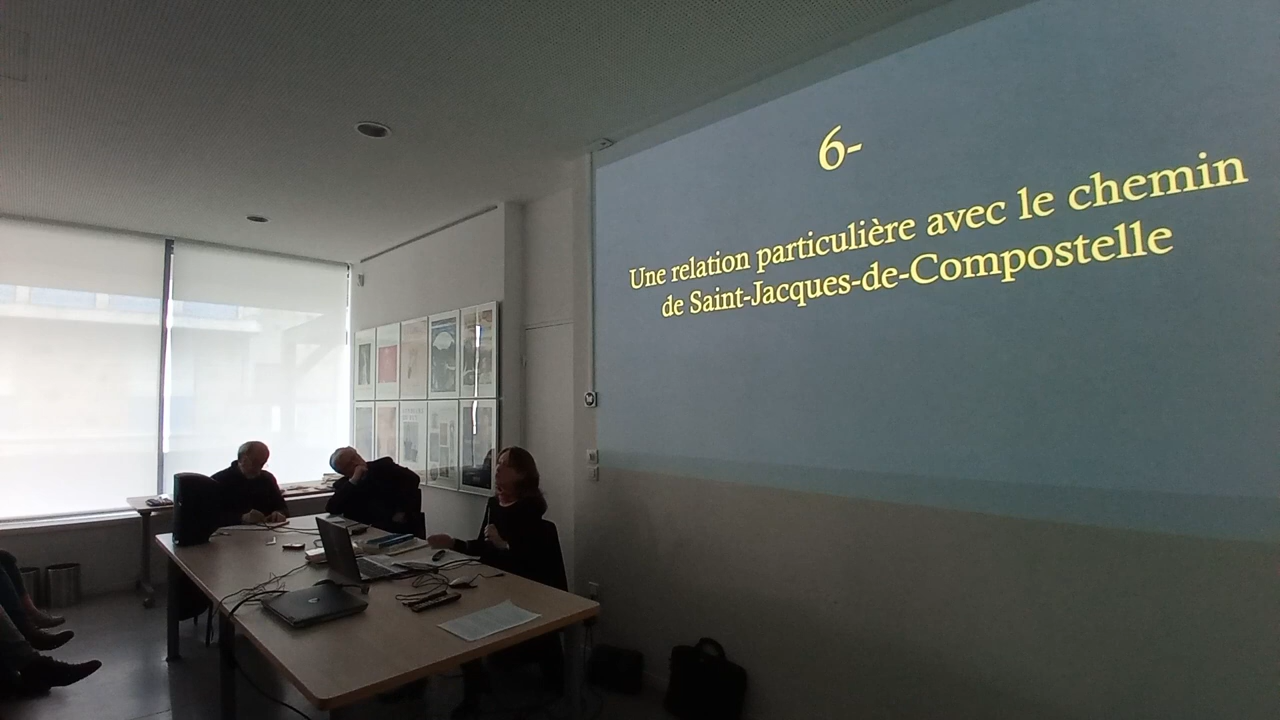 6-
Une relation particulière avec le chemin
de Saint-Jacques-de-Compostelle